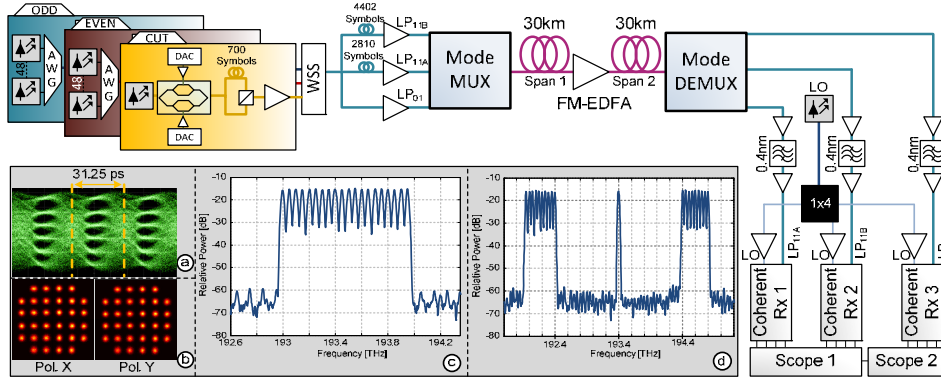 ODD
EVEN
CUT
48
AWG
48
AWG
DAC
DAC
700
Symbols
WSS
4402
Symbols
2810
Symbols
LP11B
LP11A
LP01
Mode
MUX
30km
Span 1
FM-EDFA
30km
Span 2
Mode
DEMUX
LO
0.4nm
0.4nm
0.4nm
1x4
LP11A
LP11B
LP
LO
LO
LO
Coherent
Rx 1
Coherent
Rx 2
Coherent
Rx 3
Scope 1
Scope 2
31.25 ps
a
Pol. X
Pol. Y
b
Relative Power [dB]
-10
-20
-30
-40
-50
-60
-70
-80
192.6
193
193.4
193.8
194.2
Frequency [THz]
c
Relative Power [dB]
-10
-20
-30
-40
-50
-60
-70
-80
192.4
193.4
194.4
Frequency [THz]
d